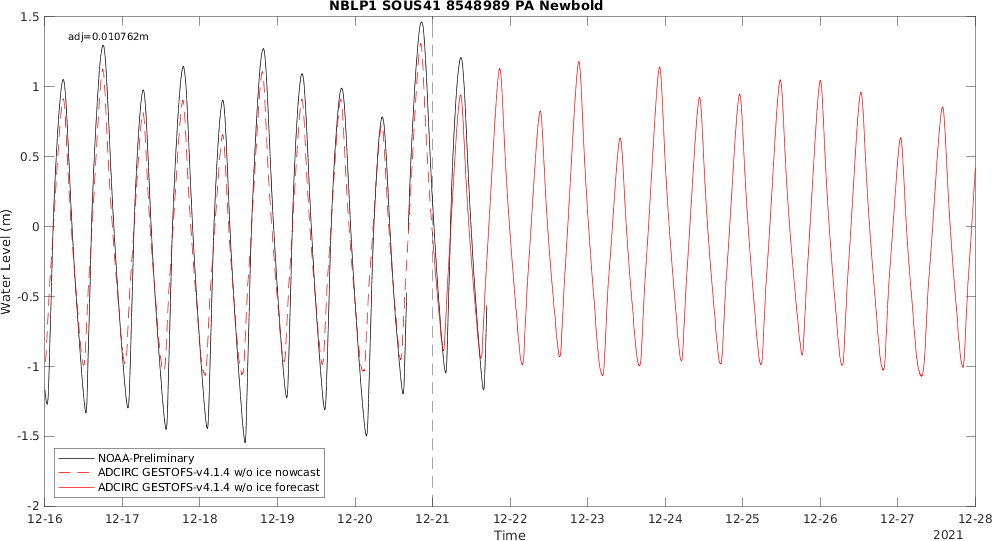 NBLP1 SOUS41 8548989 PA Newbold
adj=0.010762m
1.5
1
0.5
0
-0.5
-1
-1.5
-2
Water Level (m)
NOAA-Preliminary
ADCIRC GESTOFS-v4.1.4 w/o ice nowcast
ADCIRC GESTOFS-v4.1.4 w/o ice forecast
12-16 12-17 12-18 12-19 12-20 12-21 12-22 12-23 12-24 12-25 12-26 12-27 12-28
Time
2021